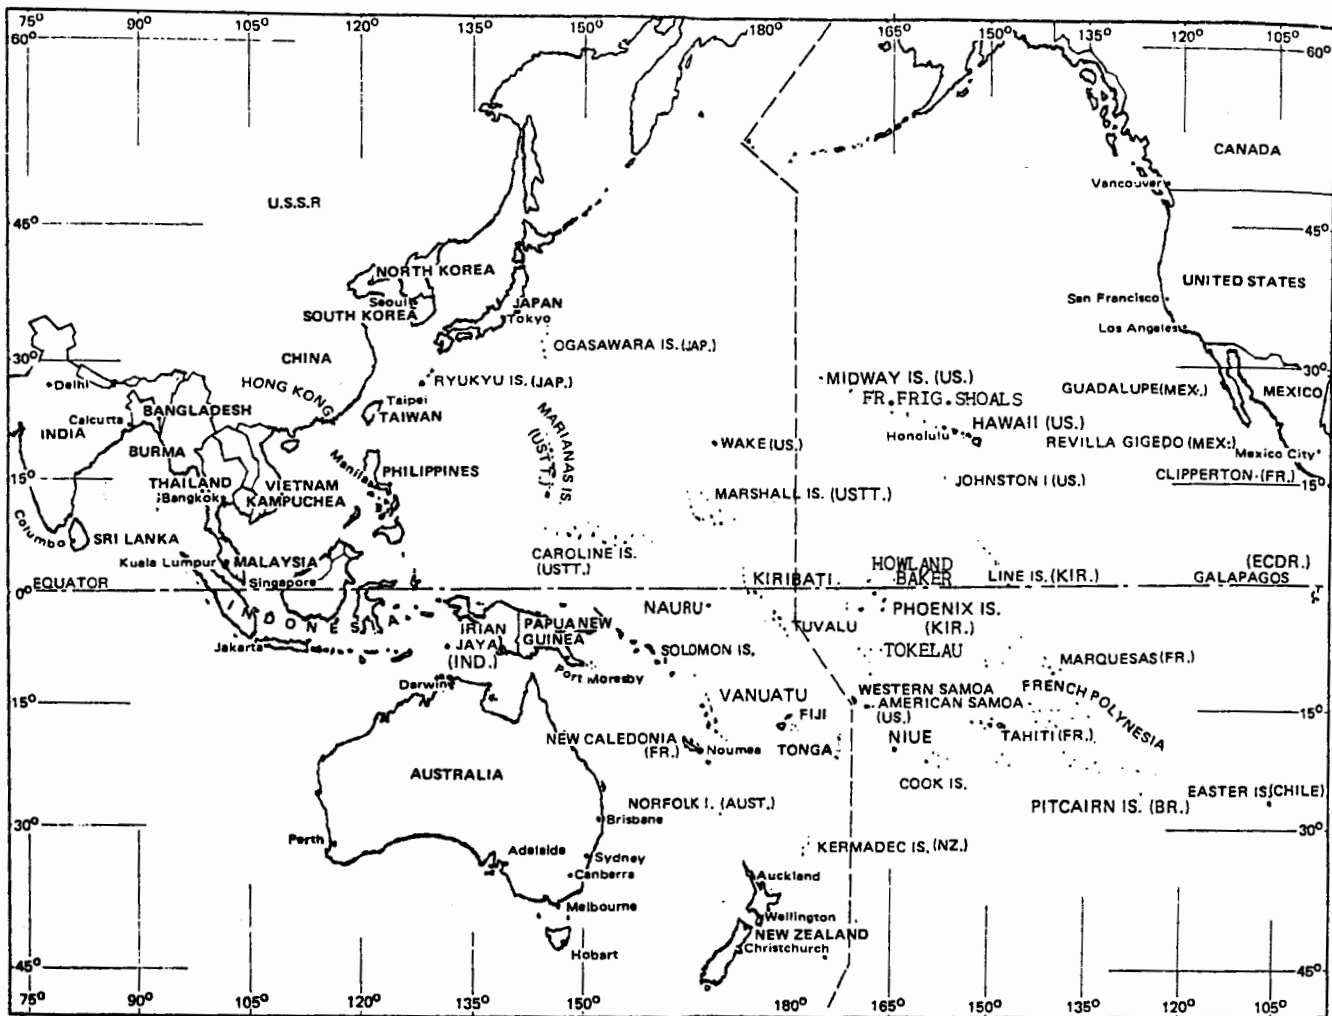 75° 90° 105° 120° 135° 150° 180° 165° 150° 135° 120° 105°
60° 60°
CANADA
Vancouver
U.S.S.R
45° 45°
NORTH KOREA
UNITED STATES
Seoul
JAPAN
San Francisco
SOUTH KOREA
Tokyo
Los Angeles
OGASAWARA IS. (JAP.)
CHINA
30° 30°
Delhi
HONG KONG
RYUKYU IS. (JAP.)
MIDWAY IS. (US.)
GUADALUPE (MEX.)
MEXICO
FR. FRIG. SHOALS
Taipei
TAIWAN
BANGLADESH
Calcutta
MARIANAS IS.
(USTT.)
HAWAII (US.)
Honolulu
INDIA
WAKE (US.)
REVILLA GIGEDO (MEX.)
BURMA
Mexico City
Manila
PHILIPPINES
THAILAND
VIETNAM
JOHNSTON I (US.)
CLIPPERTON (FR.)
15° 15°
Bangkok
KAMPUCHEA
MARSHALL IS. (USTT.)
Columbo
SRI LANKA
CAROLINE IS.
(USTT.)
Kuala Lumpur
MALAYSIA
HOWLAND
BAKER
(ECDR.)
GALAPAGOS
Singapore
KIRIBATI
LINE IS. (KIR.)
EQUATOR
0° 0°
INDONESIA
NAURU
PHOENIX IS.
(KIR.)
IRIAN
JAYA
(IND.)
PAPUA NEW
GUINEA
TUVALU
Jakarta
SOLOMON IS.
TOKELAU
MARQUESAS (FR.)
Port Moresby
Darwin
VANUATU
WESTERN SAMOA
AMERICAN SAMOA
(US.)
FRENCH POLYNESIA
15° 15°
FIJI
NEW CALEDONIA
(FR.)
Noumea
TONGA
NIUE
TAHITI (FR.)
AUSTRALIA
COOK IS.
NORFOLK I. (AUST.)
PITCAIRN IS. (BR.)
EASTER IS (CHILE)
Brisbane
30° 30°
Perth
Adelaide
Sydney
KERMADEC IS. (NZ.)
Canberra
Auckland
Melbourne
Wellington
NEW ZEALAND
Christchurch
Hobart
45° 45°
75° 90° 105° 120° 135° 150° 180° 165° 150° 135° 120° 105°